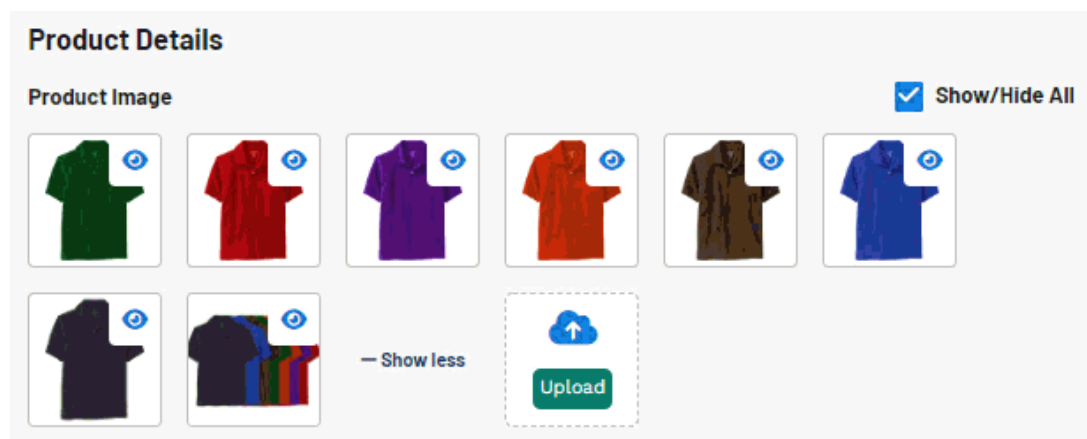 Product Details
Product Image
Show/Hide All
— Show less
Upload